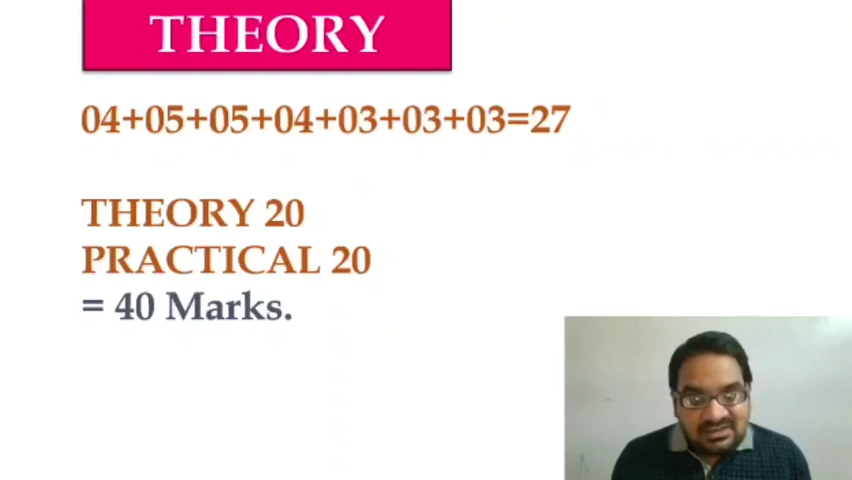 THEORY
04+05+05+04+03+03+03=27
THEORY 20
PRACTICAL 20
= 40 Marks.